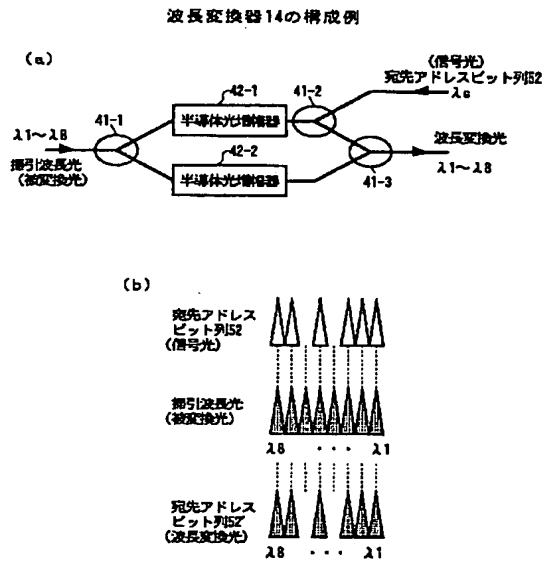 波長変換器14の構成例
(a)
(信号光)
宛先アドレスビット列52
λs
42-1
41-2
41-1
半導体光増幅器
λ1〜λ8
掃引波長光
(被変換光)
42-2
半導体光増幅器
波長変換光
λ1〜λ8
41-3
(b)
宛先アドレス
ビット列52
(信号光)
掃引波長光
(被変換光)
λ8 ・・・ λ1
宛先アドレス
ビット列52'
(波長変換光)
λ8 ・・・ λ1